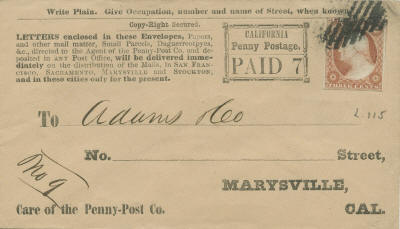 Write Plain. Give Occupation, number and name of Street, when known.
Copy-Right Secured.
LETTERS enclosed in these Envelopes, Papers,
and other mail matter, Small Parcels, Daguerreotypes,
&c., directed to the Agent of the Penny-Post Co. and de-
posited in ANY Post Office, will be delivered imme-
diately on the distribution of the Mails, in SAN FRAN-
CISCO, SACRAMENTO, MARYSVILLE and STOCKTON;
and in these cities only for the present.
CALIFORNIA
Penny Postage.
PAID 7
THREE CENTS
To Adams & Co
L 115
No. Street,
No 9
MARYSVILLE,
Care of the Penny-Post Co. CAL.